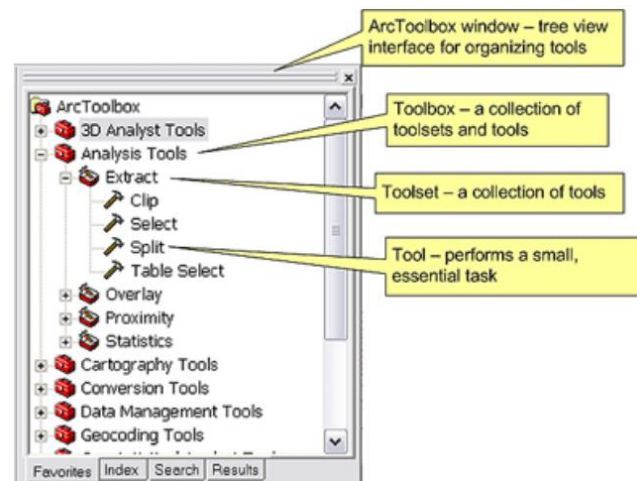 ArcToolbox window – tree view
interface for organizing tools
ArcToolbox
3D Analyst Tools
Toolbox – a collection of
toolsets and tools
Analysis Tools
Extract
Toolset – a collection of tools
Clip
Select
Split
Tool – performs a small,
essential task
Table Select
Overlay
Proximity
Statistics
Cartography Tools
Conversion Tools
Data Management Tools
Geocoding Tools
Favorites Index Search Results